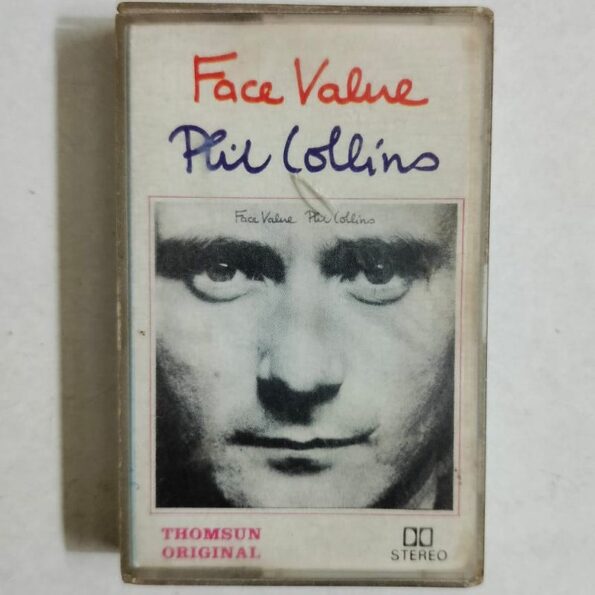 Face Value
Phil Collins
Face Value Phil Collins
THOMSUN
ORIGINAL
STEREO